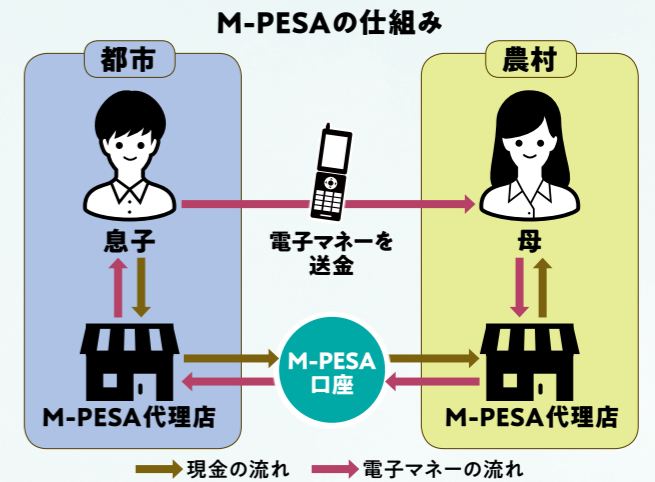 M-PESAの仕組み
都市
農村
電子マネーを
送金
息子
母
M-PESA
口座
M-PESA代理店
M-PESA代理店
現金の流れ
電子マネーの流れ